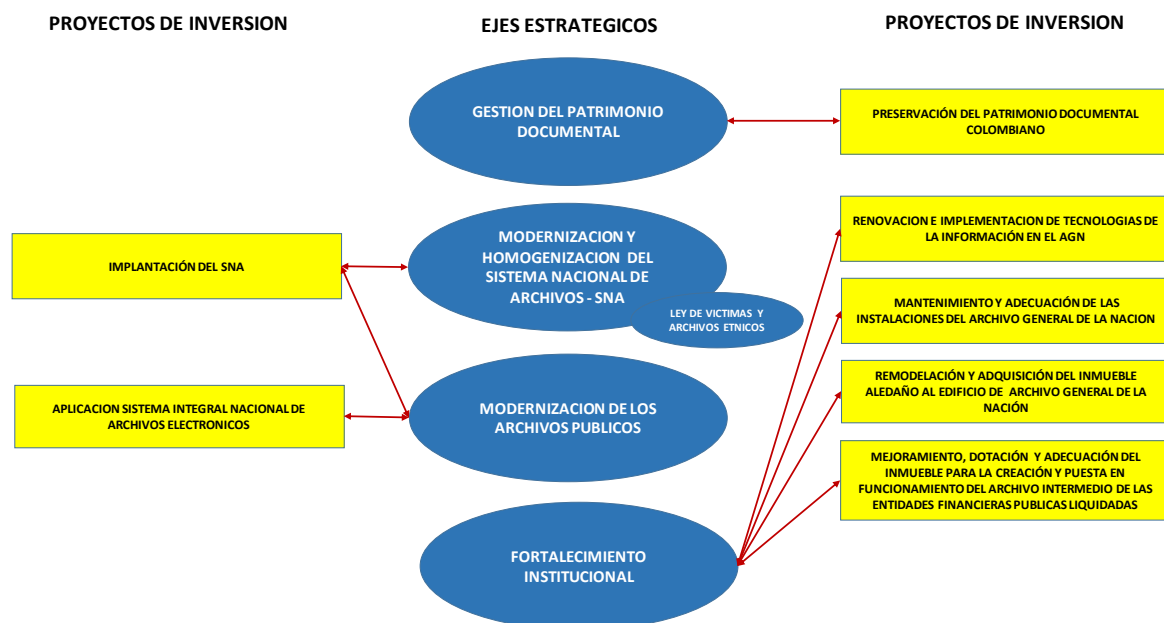 PROYECTOS DE INVERSION
EJES ESTRATEGICOS
PROYECTOS DE INVERSION
GESTION DEL PATRIMONIO
DOCUMENTAL
PRESERVACIÓN DEL PATRIMONIO DOCUMENTAL
COLOMBIANO
IMPLANTACIÓN DEL SNA
MODERNIZACION Y
HOMOGENIZACION DEL
SISTEMA NACIONAL DE
ARCHIVOS - SNA
LEY DE VICTIMAS Y
ARCHIVOS ETNICOS
RENOVACION E IMPLEMENTACION DE TECNOLOGIAS DE
LA INFORMACIÓN EN EL AGN
MANTENIMIENTO Y ADECUACIÓN DE LAS
INSTALACIONES DEL ARCHIVO GENERAL DE LA NACION
REMODELACIÓN Y ADQUISICIÓN DEL INMUEBLE
ALEDAÑO AL EDIFICIO DE ARCHIVO GENERAL DE LA
NACIÓN
APLICACION SISTEMA INTEGRAL NACIONAL DE
ARCHIVOS ELECTRONICOS
MODERNIZACION DE LOS
ARCHIVOS PUBLICOS
MEJORAMIENTO, DOTACIÓN Y ADECUACIÓN DEL
INMUEBLE PARA LA CREACIÓN Y PUESTA EN
FUNCIONAMIENTO DEL ARCHIVO INTERMEDIO DE LAS
ENTIDADES FINANCIERAS PUBLICAS LIQUIDADAS
FORTALECIMIENTO
INSTITUCIONAL